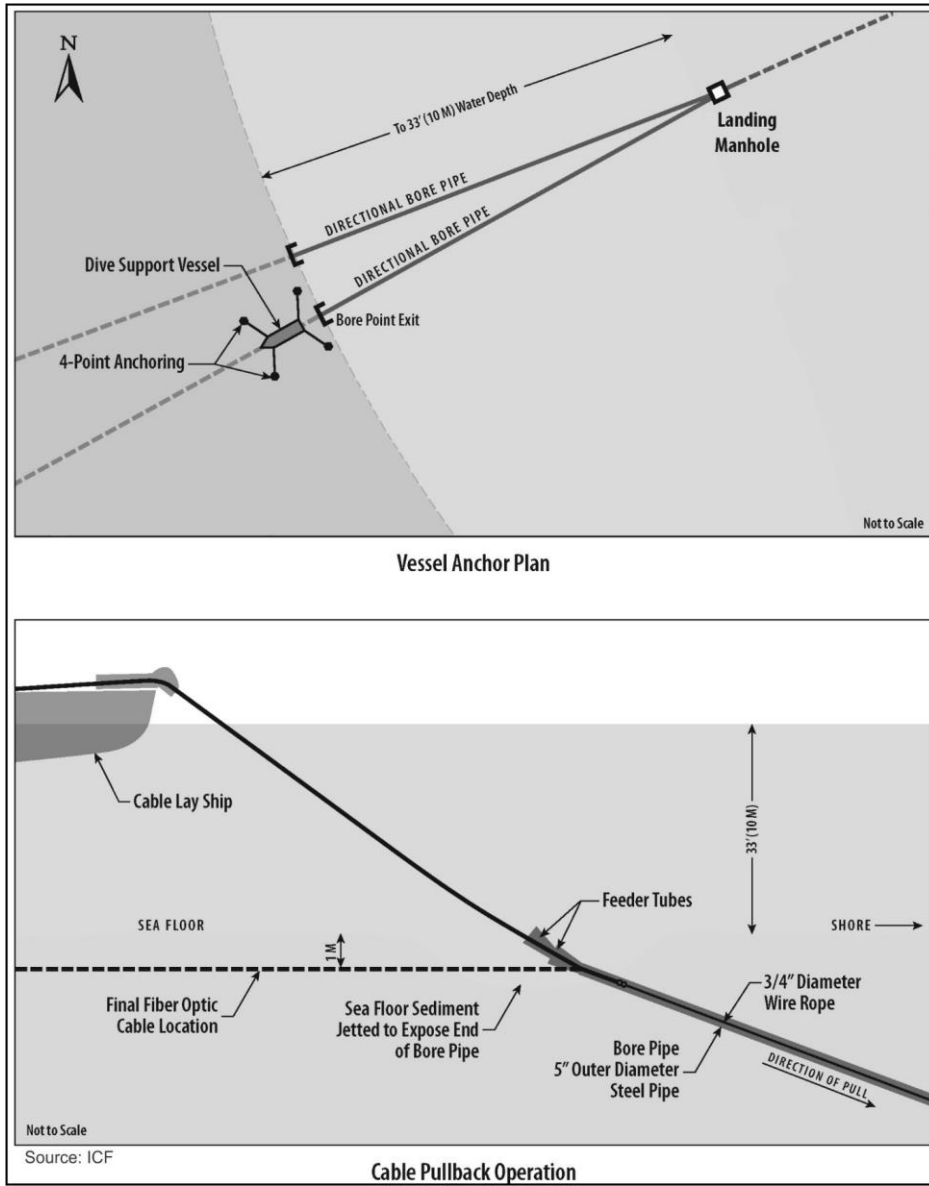 N
To 33' (10 M) Water Depth
Landing
Manhole
DIRECTIONAL BORE PIPE
DIRECTIONAL BORE PIPE
Dive Support Vessel
Bore Point Exit
4-Point Anchoring
Not to Scale
Vessel Anchor Plan
Cable Lay Ship
33' (10 M)
Feeder Tubes
SEA FLOOR
1 M
SHORE
Final Fiber Optic
Cable Location
Sea Floor Sediment
Jetted to Expose End
of Bore Pipe
3/4" Diameter
Wire Rope
Bore Pipe
5" Outer Diameter
Steel Pipe
DIRECTION OF PULL
Not to Scale
Source: ICF
Cable Pullback Operation